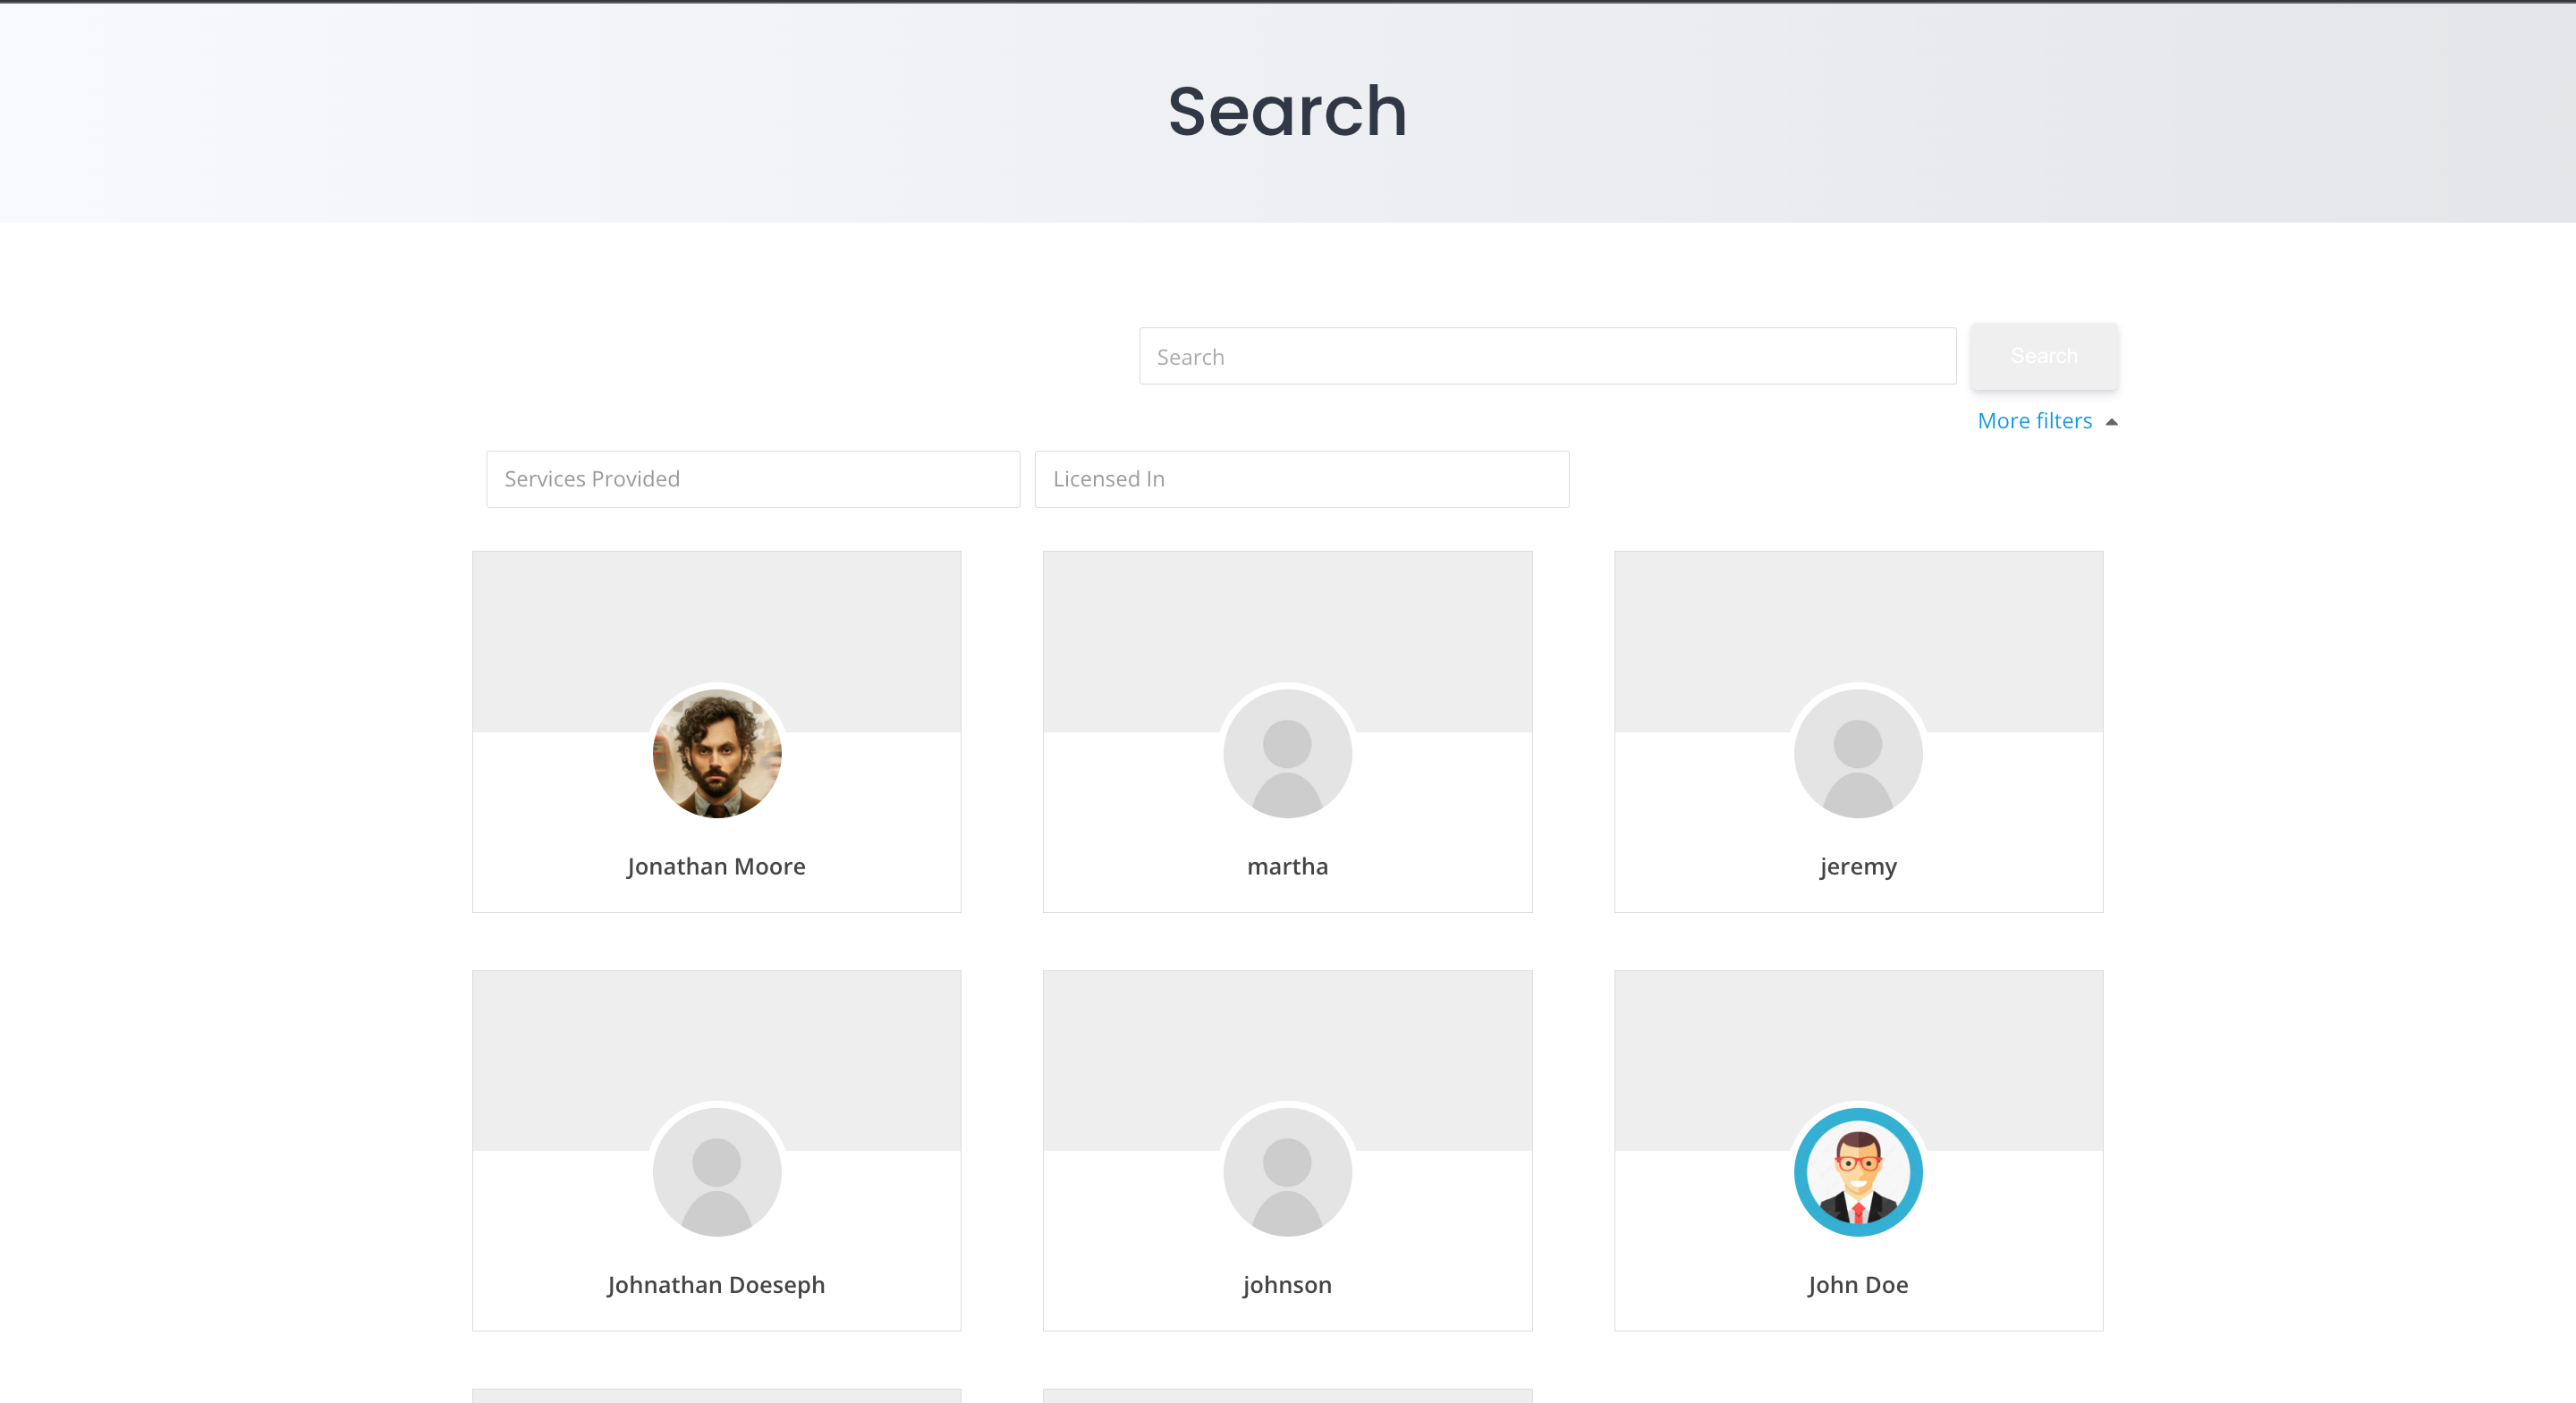 Search
Search
Search
More filters
Services Provided
Licensed In
Jonathan Moore
martha
jeremy
Johnathan Doeseph
johnson
John Doe